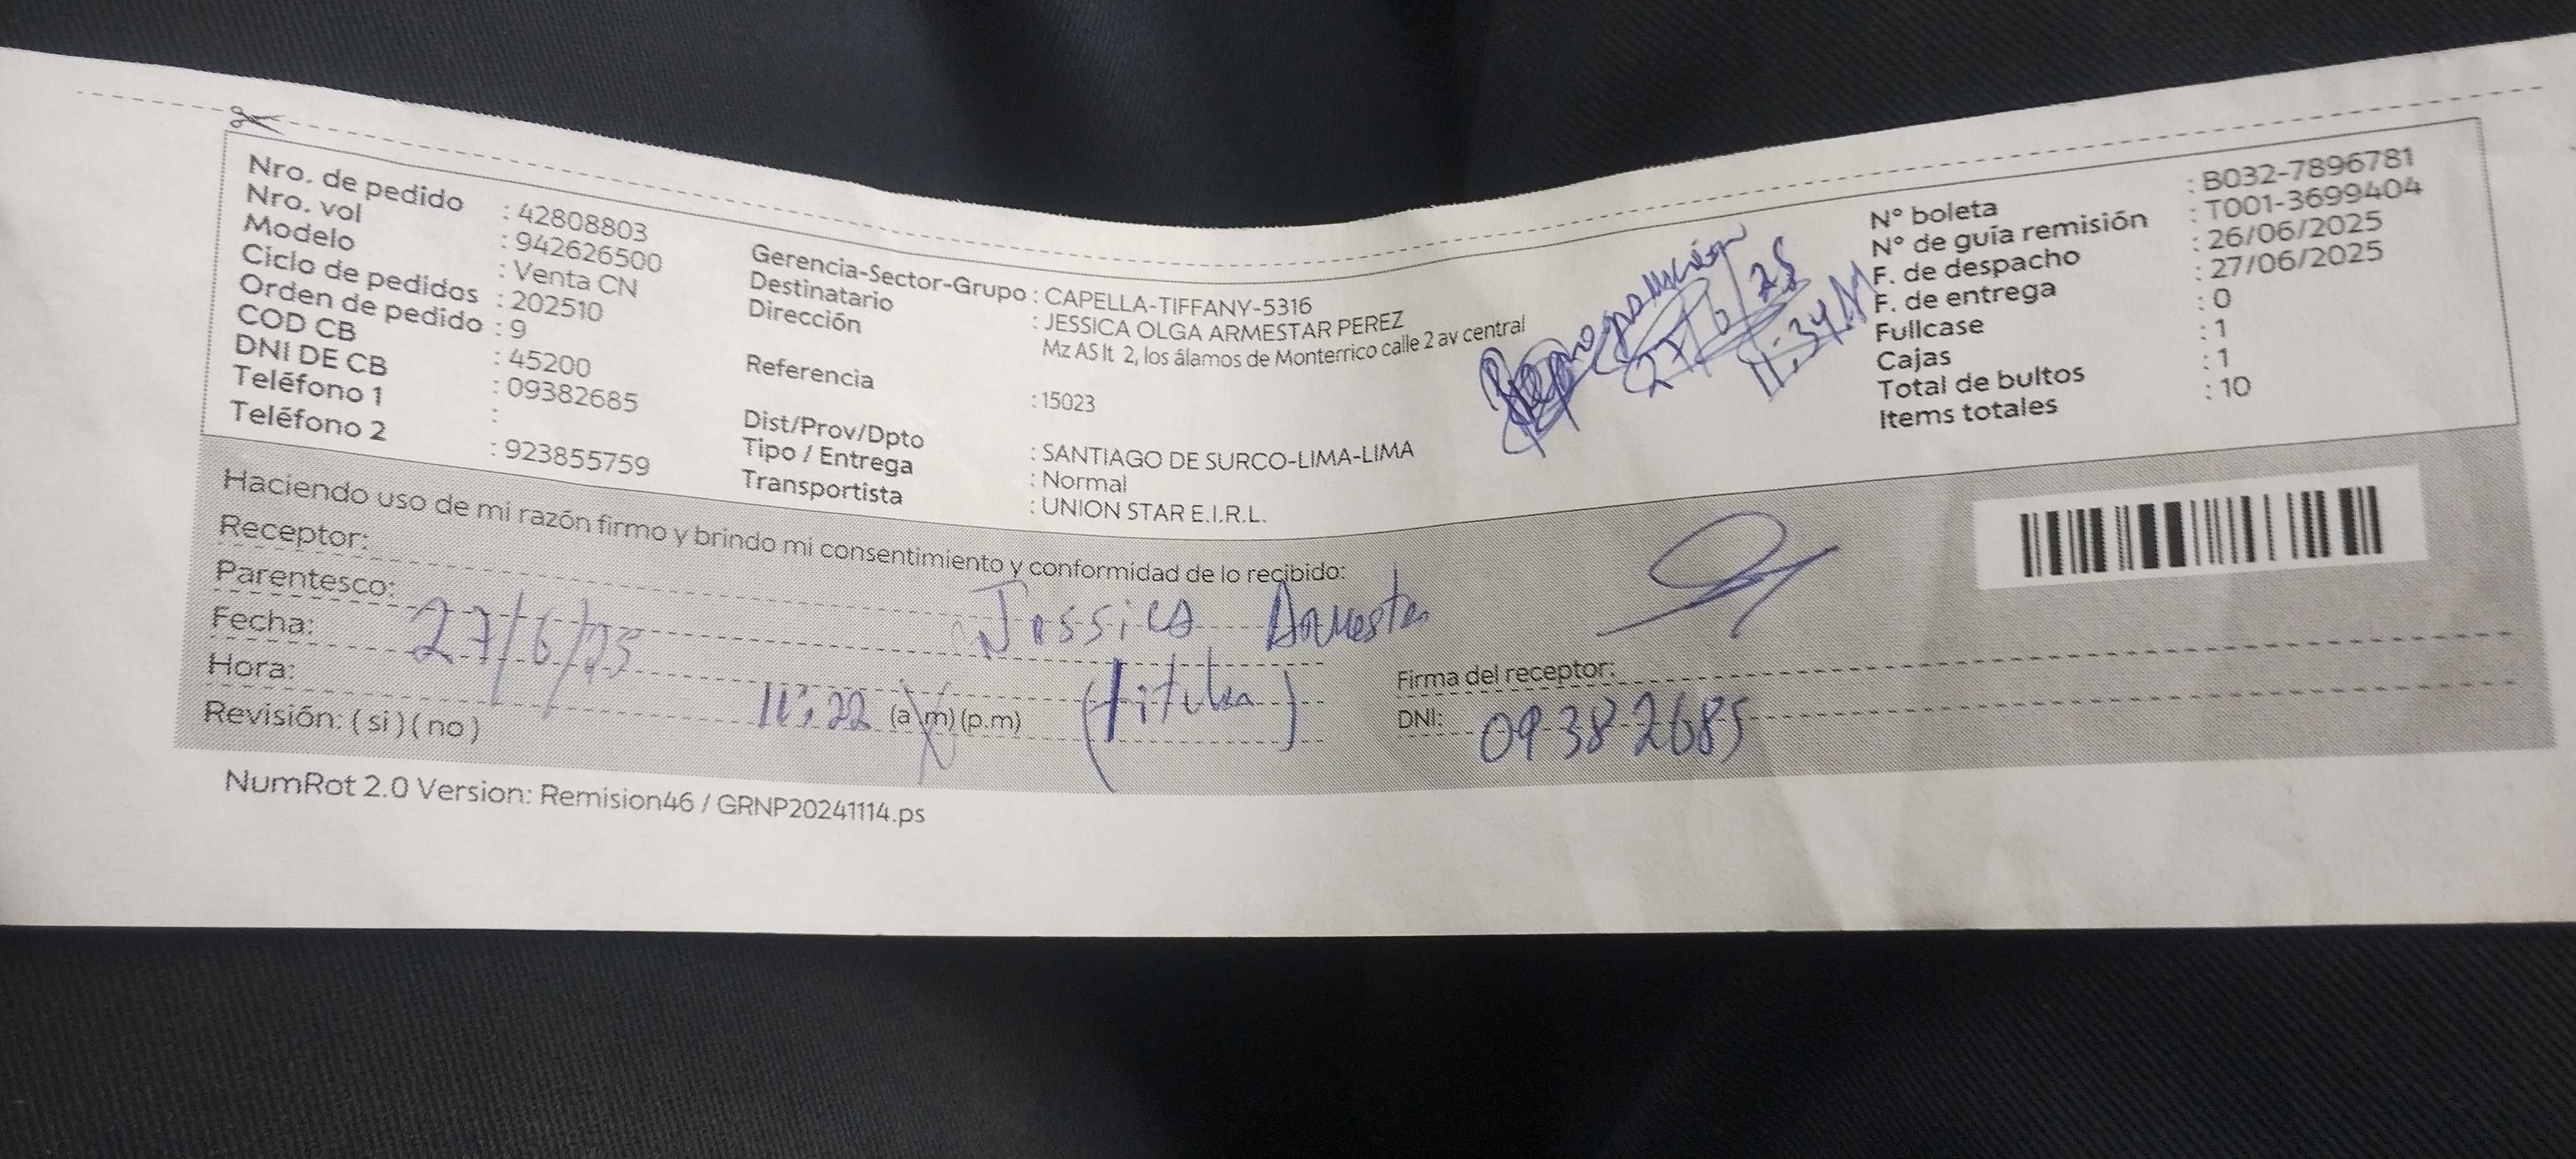 Nro. de pedido : 42808803
Nro. vol : 942626500
Modelo : Venta CN
Ciclo de pedidos : 202510
Orden de pedido : 9
COD CB : 45200
DNI DE CB : 09382685
Teléfono 1 :
Teléfono 2 : 923855759
Gerencia-Sector-Grupo : CAPELLA-TIFFANY-5316
Destinatario : JESSICA OLGA ARMESTAR PEREZ
Dirección : Mz AS lt 2, los álamos de Monterrico calle 2 av central
Referencia : 15023
Dist/Prov/Dpto : SANTIAGO DE SURCO-LIMA-LIMA
Tipo / Entrega : Normal
Transportista : UNION STAR E.I.R.L.
27/6/25
11:34
N° boleta : B032-7896781
N° de guía remisión : T001-3699404
F. de despacho : 26/06/2025
F. de entrega : 27/06/2025
Fullcase : 0
Cajas : 1
Total de bultos : 1
Items totales : 10
Haciendo uso de mi razón firmo y brindo mi consentimiento y conformidad de lo recibido:
Receptor: Jessica Armestar
Parentesco: (titular)
Fecha: 27/6/25
Hora: 11:22 (a.m) (p.m)
Revisión: ( si ) ( no )
Firma del receptor:
DNI: 09382685
NumRot 2.0 Version: Remision46 / GRNP20241114.ps